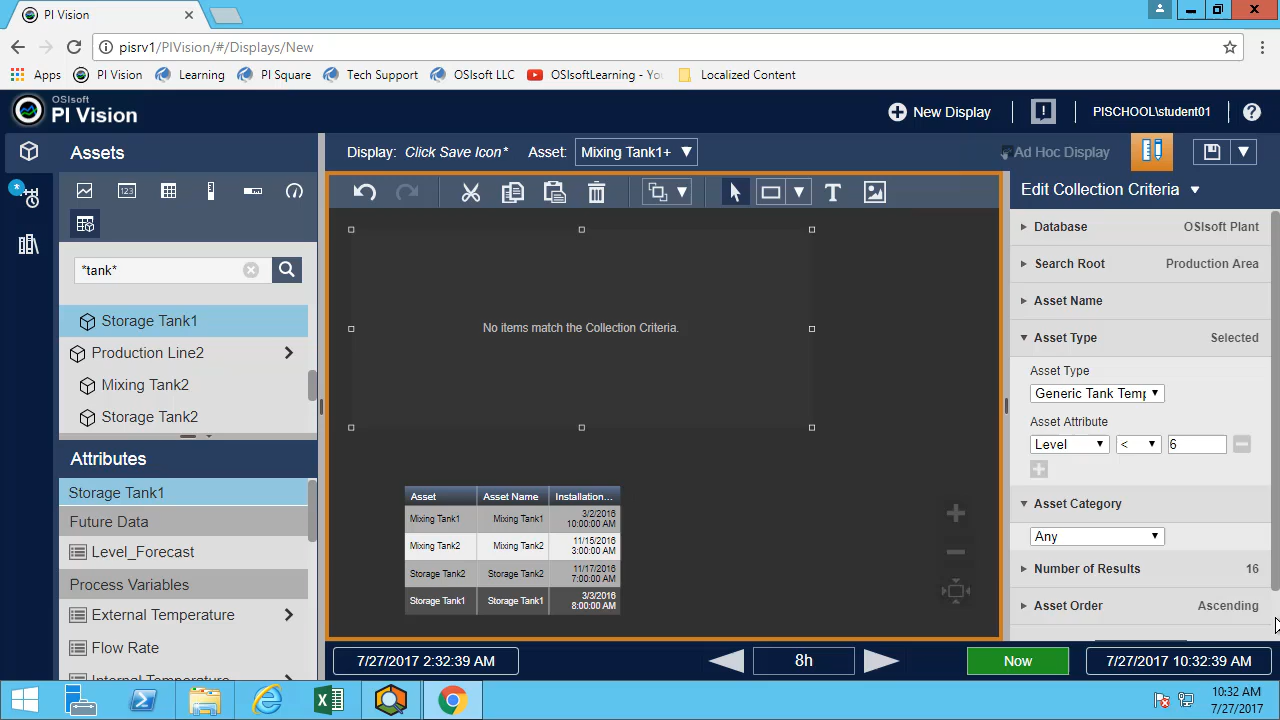 PI Vision
pisrv1/PIVision/#/Displays/New
Apps PI Vision Learning PI Square Tech Support OSIsoft LLC OSIsoftLearning - You Localized Content
OSIsoft
PI Vision
New Display
PISCHOOL\student01
Assets
Display: Click Save Icon* Asset: Mixing Tank1+
Ad Hoc Display
Edit Collection Criteria
*tank*
Storage Tank1
Production Line2
Mixing Tank2
Storage Tank2
Attributes
Storage Tank1
Future Data
Level_Forecast
Process Variables
External Temperature
Flow Rate
Internal Temperature
No items match the Collection Criteria.
Asset Asset Name Installation...
Mixing Tank1 Mixing Tank1 3/2/2016
10:00:00 AM
Mixing Tank2 Mixing Tank2 11/15/2016
3:00:00 AM
Storage Tank2 Storage Tank2 11/17/2016
7:00:00 AM
Storage Tank1 Storage Tank1 3/3/2016
8:00:00 AM
Database OSIsoft Plant
Search Root Production Area
Asset Name
Asset Type Selected
Asset Type
Generic Tank Temp
Asset Attribute
Level < 6
Asset Category
Any
Number of Results 16
Asset Order Ascending
7/27/2017 2:32:39 AM 8h Now 7/27/2017 10:32:39 AM
10:32 AM
7/27/2017